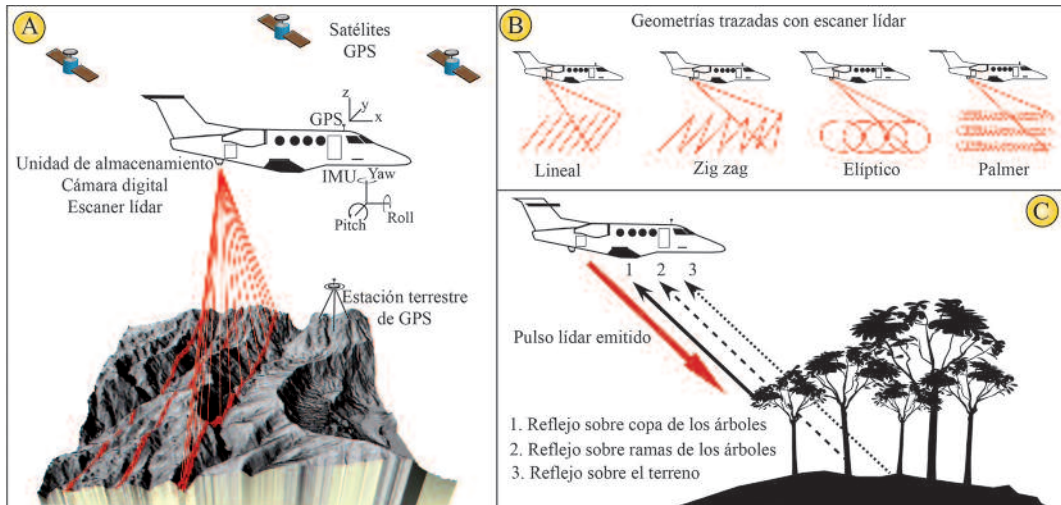 A
Satélites
GPS
z
y
x
GPS
Unidad de almacenamiento
Cámara digital
Escaner lídar
IMU
Yaw
Roll
Pitch
Estación terrestre
de GPS
B
Geometrías trazadas con escaner lídar
Lineal
Zig zag
Elíptico
Palmer
C
1 2 3
Pulso lídar emitido
1. Reflejo sobre copa de los árboles
2. Reflejo sobre ramas de los árboles
3. Reflejo sobre el terreno